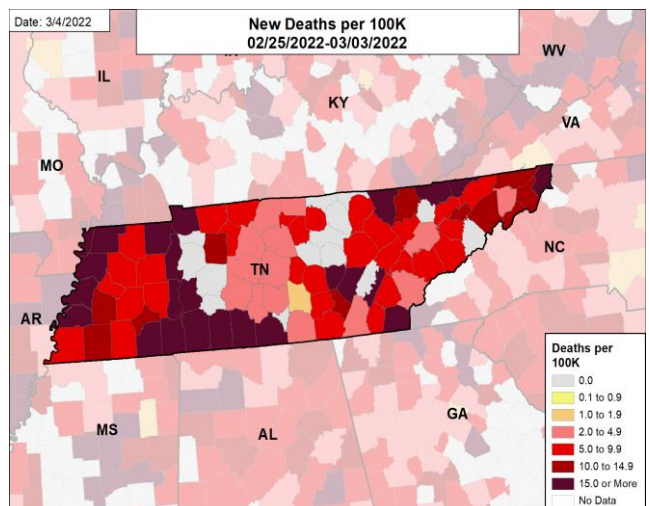 Date: 3/4/2022
New Deaths per 100K
02/25/2022-03/03/2022
IL
WV
KY
VA
MO
TN
NC
AR
MS
AL
GA
Deaths per
100K
0.0
0.1 to 0.9
1.0 to 1.9
2.0 to 4.9
5.0 to 9.9
10.0 to 14.9
15.0 or More
No Data